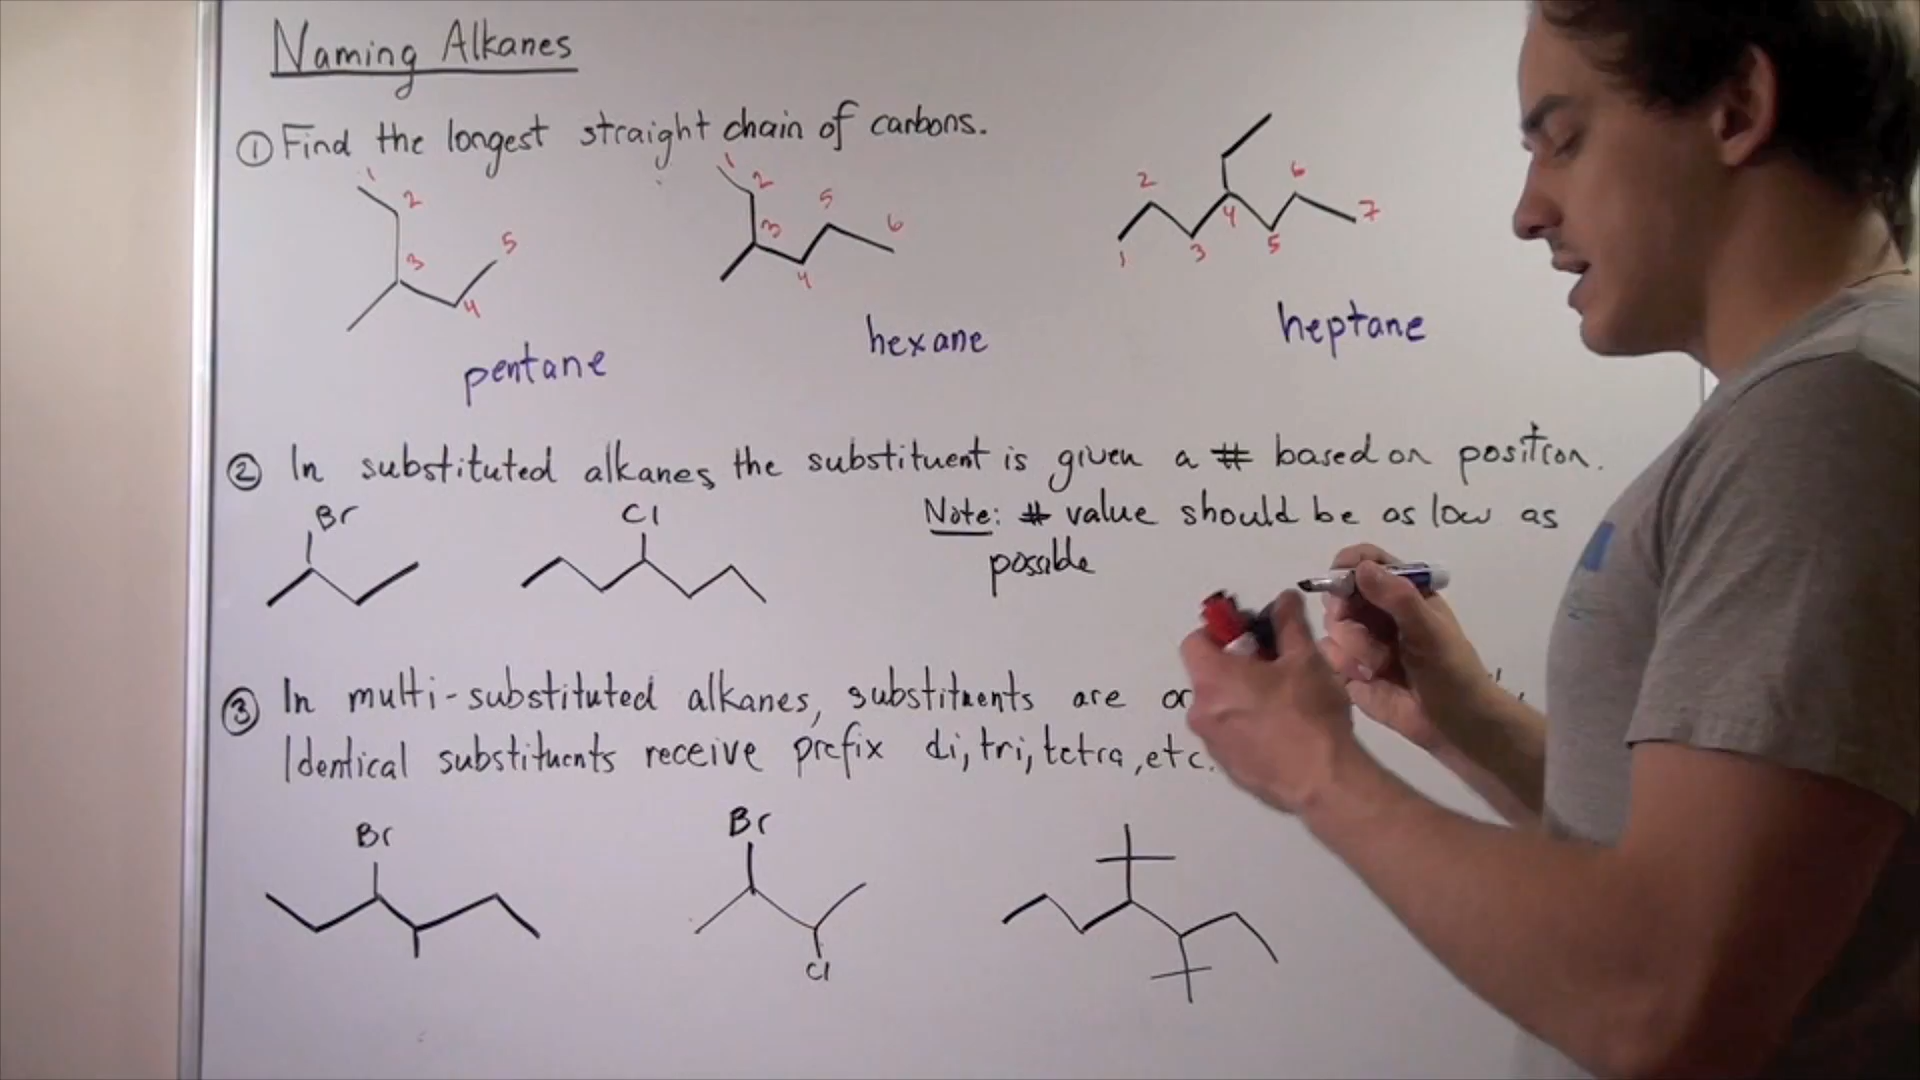 Naming Alkanes
① Find the longest straight chain of carbons.
1 2 3 4 5
pentane
1 2 3 4 5 6
hexane
1 2 3 4 5 6 7
heptane
② In substituted alkanes, the substituent is given a # based on position.
Br
Cl
Note: # value should be as low as
possible
③ In multi-substituted alkanes, substituents are or
Identical substituents receive prefix di, tri, tetra, etc.
Br
Br
Cl